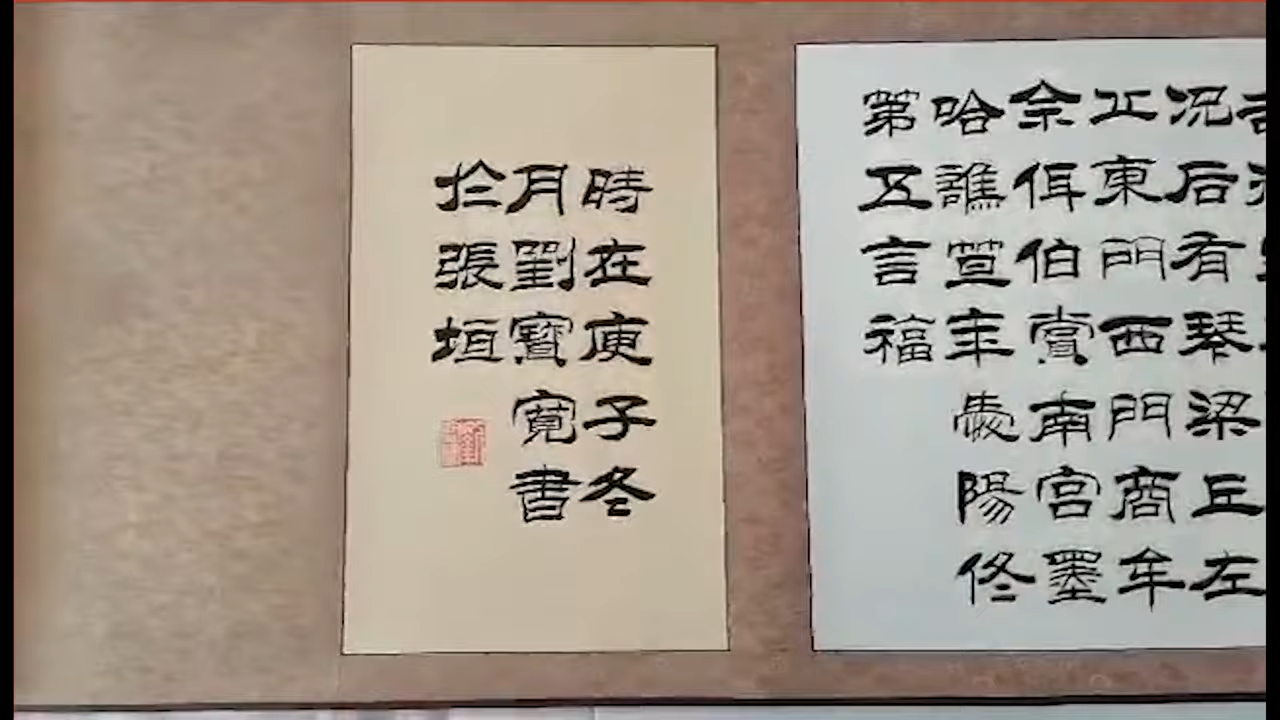 況后有琴梁丘左
丘東門西門商牟
佘佴伯賞南宮墨
哈譙笪年愛陽佟
第五言福
時在庚子冬
月劉寶寬書
於張垣